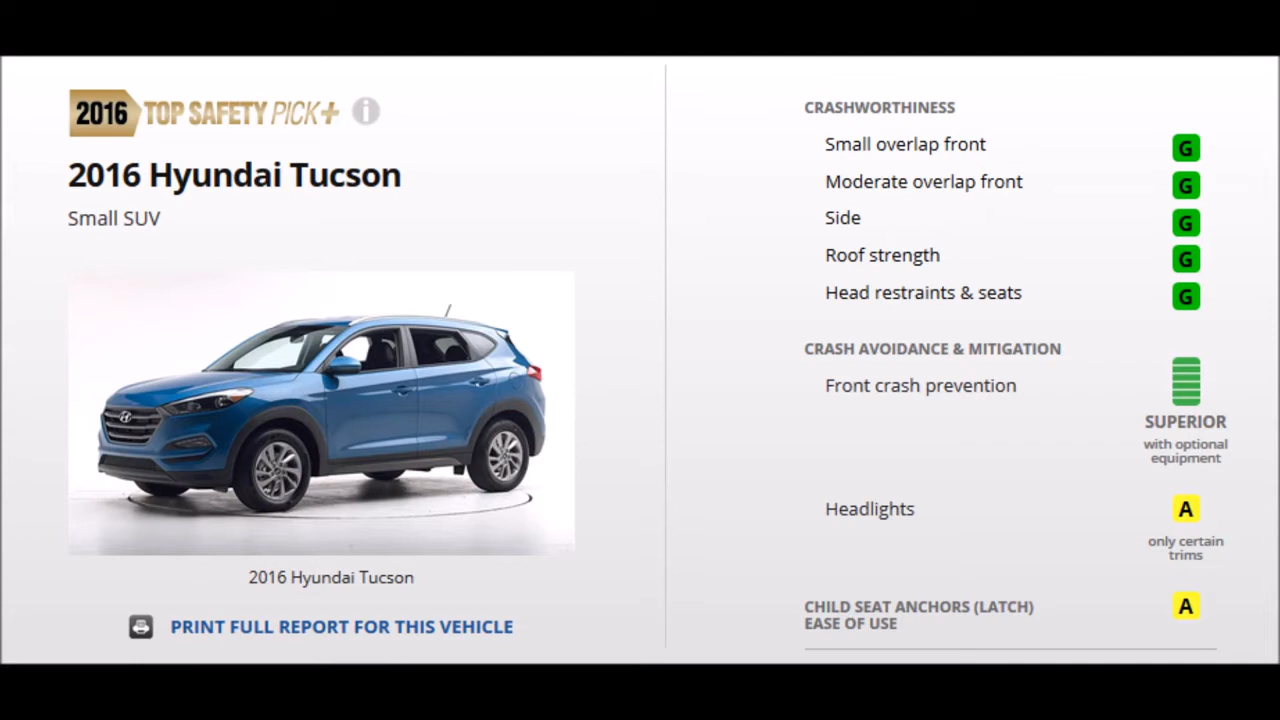 2016 TOP SAFETY PICK+ i
2016 Hyundai Tucson
Small SUV
2016 Hyundai Tucson
PRINT FULL REPORT FOR THIS VEHICLE
CRASHWORTHINESS
Small overlap front G
Moderate overlap front G
Side G
Roof strength G
Head restraints & seats G
CRASH AVOIDANCE & MITIGATION
Front crash prevention
SUPERIOR
with optional
equipment
Headlights A
only certain
trims
CHILD SEAT ANCHORS (LATCH) A
EASE OF USE